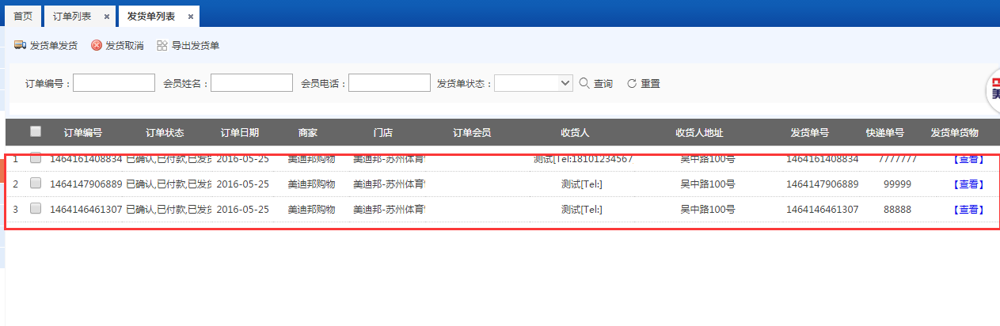 首页 订单列表 × 发货单列表 ×
发货单发货 发货取消 导出发货单
订单编号： 会员姓名： 会员电话： 发货单状态： 查询 重置
美
订单编号 订单状态 订单日期 商家 门店 订单会员 收货人 收货人地址 发货单号 快递单号 发货单货物
1 1464161408834 已确认,已付款,已发 2016-05-25 美迪邦购物 美迪邦-苏州体育 测试[Tel:18101234567 吴中路100号 1464161408834 7777777 【查看】
2 1464147906889 已确认,已付款,已发 2016-05-25 美迪邦购物 美迪邦-苏州体育 测试[Tel:] 吴中路100号 1464147906889 99999 【查看】
3 1464146461307 已确认,已付款,已发 2016-05-25 美迪邦购物 美迪邦-苏州体育 测试[Tel:] 吴中路100号 1464146461307 88888 【查看】